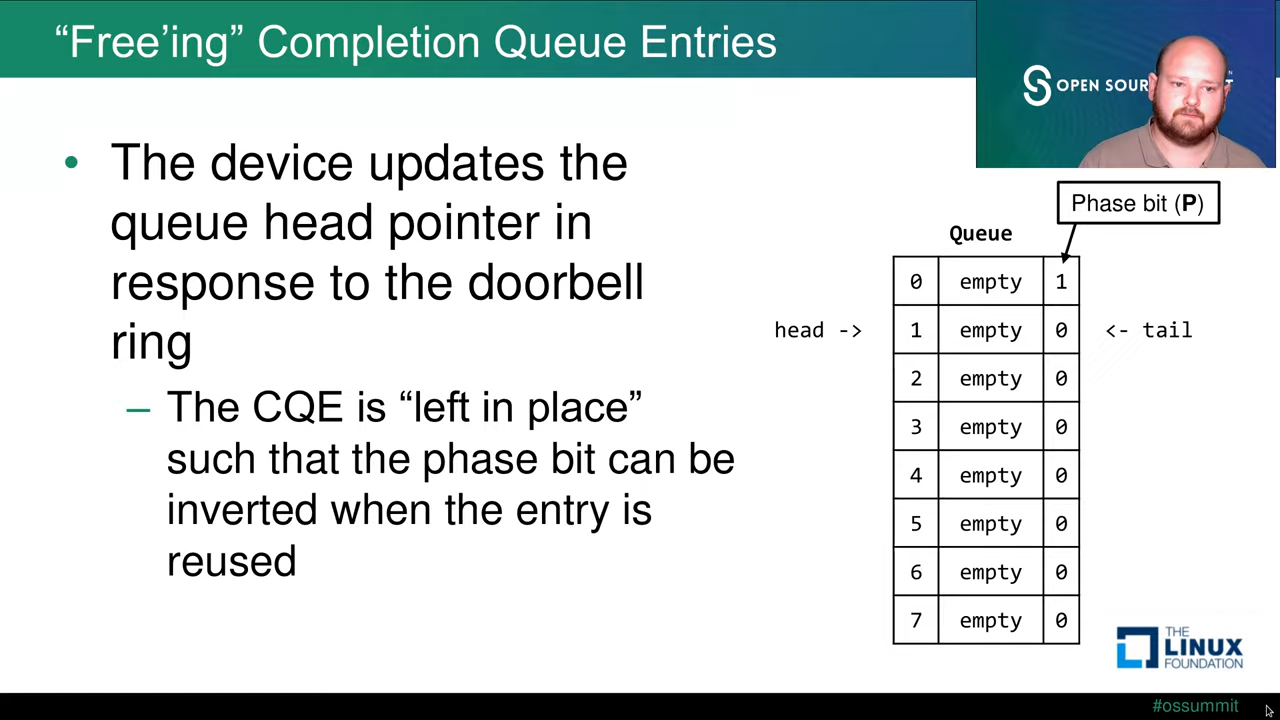 “Free’ing” Completion Queue Entries
OPEN SOUR
• The device updates the
queue head pointer in
response to the doorbell
ring
– The CQE is “left in place”
such that the phase bit can be
inverted when the entry is
reused
Phase bit (P)
Queue
0 empty 1
head -> 1 empty 0 <- tail
2 empty 0
3 empty 0
4 empty 0
5 empty 0
6 empty 0
7 empty 0
THE
LINUX
FOUNDATION
#ossummit